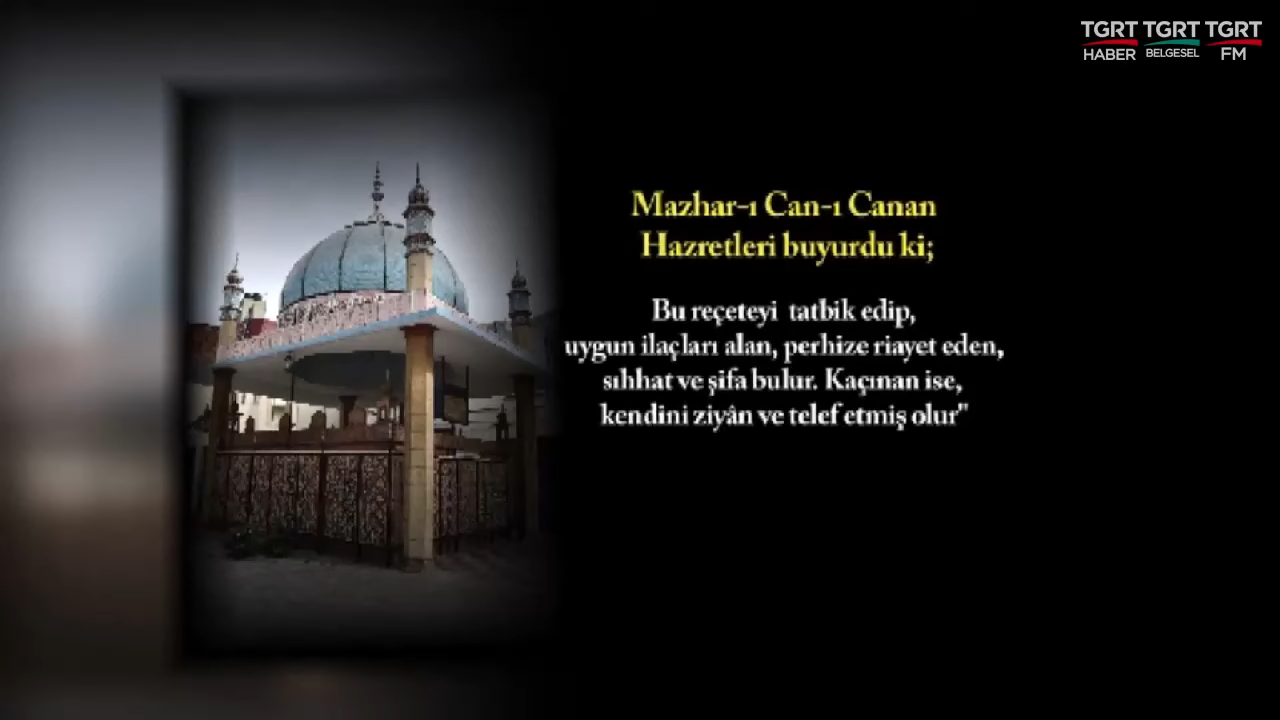 TGRT TGRT TGRT
HABER BELGESEL FM
Mazhar-ı Can-ı Canan
Hazretleri buyurdu ki;
Bu reçeteyi tatbik edip,
uygun ilaçları alan, perhize riayet eden,
sıhhat ve şifa bulur. Kaçınan ise,
kendini ziyân ve telef etmiş olur"